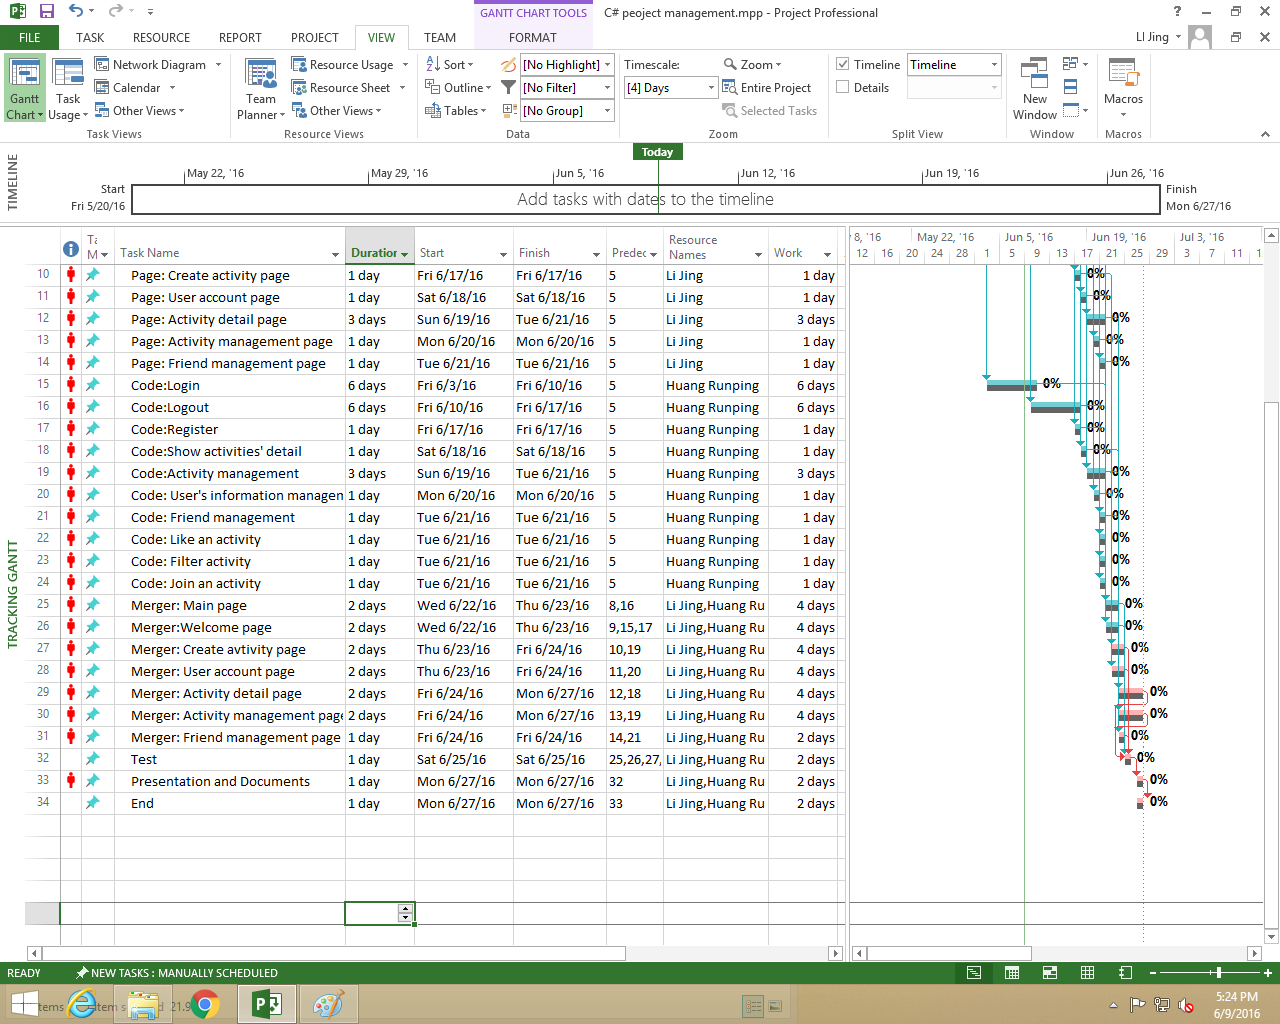 GANTT CHART TOOLS
C# peoject management.mpp - Project Professional
FILE TASK RESOURCE REPORT PROJECT VIEW TEAM FORMAT
LI Jing
Gantt Chart
Task Usage
Network Diagram
Calendar
Other Views
Task Views
Team Planner
Resource Usage
Resource Sheet
Other Views
Resource Views
Sort
Outline
Tables
[No Highlight]
[No Filter]
[No Group]
Data
Timescale:
[4] Days
Zoom
Entire Project
Selected Tasks
Zoom
Timeline Timeline
Details
Split View
New Window
Window
Macros
Macros
TIMELINE
Today
May 22, '16 May 29, '16 Jun 5, '16 Jun 12, '16 Jun 19, '16 Jun 26, '16
Start
Fri 5/20/16
Add tasks with dates to the timeline
Finish
Mon 6/27/16
TRACKING GANTT
Task Name Duration Start Finish Predec Resource Names Work
8, '16 May 22, '16 Jun 5, '16 Jun 19, '16 Jul 3, '16
12 16 20 24 28 1 5 9 13 17 21 25 29 3 7 11
10 Page: Create activity page 1 day Fri 6/17/16 Fri 6/17/16 5 Li Jing 1 day 0%
11 Page: User account page 1 day Sat 6/18/16 Sat 6/18/16 5 Li Jing 1 day 0%
12 Page: Activity detail page 3 days Sun 6/19/16 Tue 6/21/16 5 Li Jing 3 days 0%
13 Page: Activity management page 1 day Mon 6/20/16 Mon 6/20/16 5 Li Jing 1 day 0%
14 Page: Friend management page 1 day Tue 6/21/16 Tue 6/21/16 5 Li Jing 1 day 0%
15 Code:Login 6 days Fri 6/3/16 Fri 6/10/16 5 Huang Runping 6 days 0%
16 Code:Logout 6 days Fri 6/10/16 Fri 6/17/16 5 Huang Runping 6 days 0%
17 Code:Register 1 day Fri 6/17/16 Fri 6/17/16 5 Huang Runping 1 day 0%
18 Code:Show activities' detail 1 day Sat 6/18/16 Sat 6/18/16 5 Huang Runping 1 day 0%
19 Code:Activity management 3 days Sun 6/19/16 Tue 6/21/16 5 Huang Runping 3 days 0%
20 Code: User's information managen 1 day Mon 6/20/16 Mon 6/20/16 5 Huang Runping 1 day 0%
21 Code: Friend management 1 day Tue 6/21/16 Tue 6/21/16 5 Huang Runping 1 day 0%
22 Code: Like an activity 1 day Tue 6/21/16 Tue 6/21/16 5 Huang Runping 1 day 0%
23 Code: Filter activity 1 day Tue 6/21/16 Tue 6/21/16 5 Huang Runping 1 day 0%
24 Code: Join an activity 1 day Tue 6/21/16 Tue 6/21/16 5 Huang Runping 1 day 0%
25 Merger: Main page 2 days Wed 6/22/16 Thu 6/23/16 8,16 Li Jing,Huang Ru 4 days 0%
26 Merger:Welcome page 2 days Wed 6/22/16 Thu 6/23/16 9,15,17 Li Jing,Huang Ru 4 days 0%
27 Merger: Create avtivity page 2 days Thu 6/23/16 Fri 6/24/16 10,19 Li Jing,Huang Ru 4 days 0%
28 Merger: User account page 2 days Thu 6/23/16 Fri 6/24/16 11,20 Li Jing,Huang Ru 4 days 0%
29 Merger: Activity detail page 2 days Fri 6/24/16 Mon 6/27/16 12,18 Li Jing,Huang Ru 4 days 0%
30 Merger: Activity management page 2 days Fri 6/24/16 Mon 6/27/16 13,19 Li Jing,Huang Ru 4 days 0%
31 Merger: Friend management page 1 day Fri 6/24/16 Fri 6/24/16 14,21 Li Jing,Huang Ru 2 days 0%
32 Test 1 day Sat 6/25/16 Sat 6/25/16 25,26,27, Li Jing,Huang Ru 2 days 0%
33 Presentation and Documents 1 day Mon 6/27/16 Mon 6/27/16 32 Li Jing,Huang Ru 2 days 0%
34 End 1 day Mon 6/27/16 Mon 6/27/16 33 Li Jing,Huang Ru 2 days 0%
READY NEW TASKS : MANUALLY SCHEDULED
5:24 PM
6/9/2016